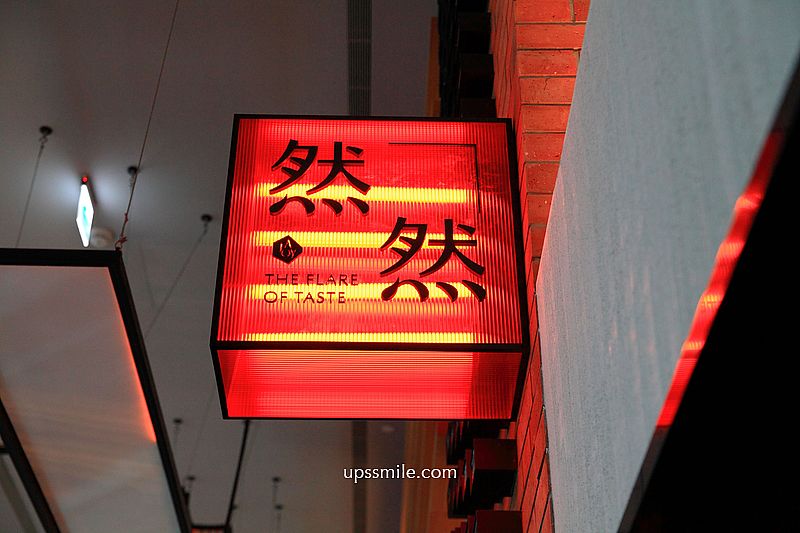 然
然
THE FLARE
OF TASTE
upssmile.com